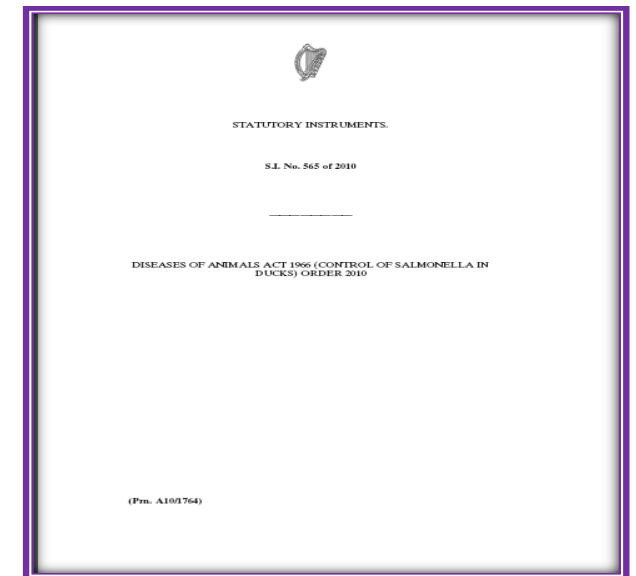 STATUTORY INSTRUMENTS.
S.I. No. 565 of 2010
DISEASES OF ANIMALS ACT 1966 (CONTROL OF SALMONELLA IN
DUCKS) ORDER 2010
(Prn. A10/1764)